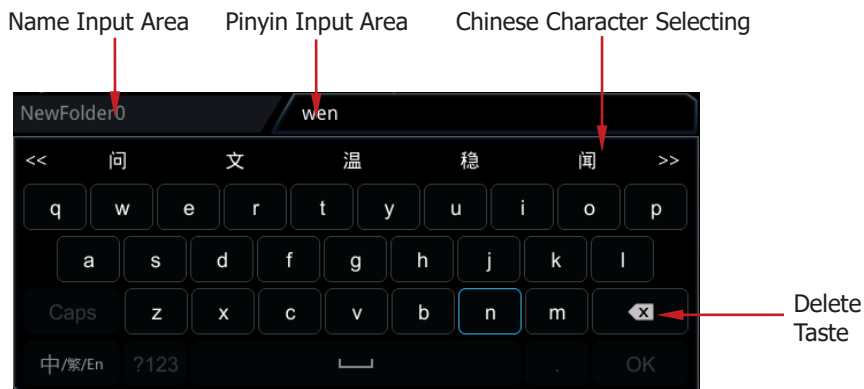 Name Input Area Pinyin Input Area Chinese Character Selecting
NewFolder0 wen
<< 问 文 温 稳 闻 >>
q w e r t y u i o p
a s d f g h j k l
Caps z x c v b n m
Delete
Taste
中/繁/En ?123 . OK